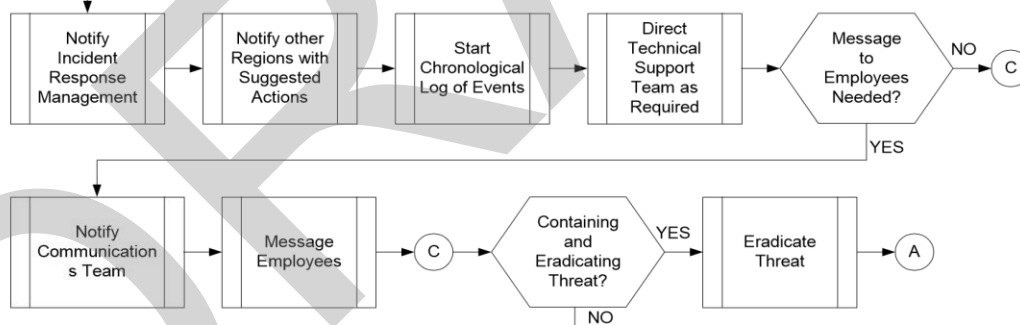 Notify
Incident
Response
Management
Notify other
Regions with
Suggested
Actions
Start
Chronological
Log of Events
Direct
Technical
Support
Team as
Required
Message
to
Employees
Needed?
NO
C
YES
Notify
Communication
s Team
Message
Employees
C
Containing
and
Eradicating
Threat?
YES
NO
Eradicate
Threat
A